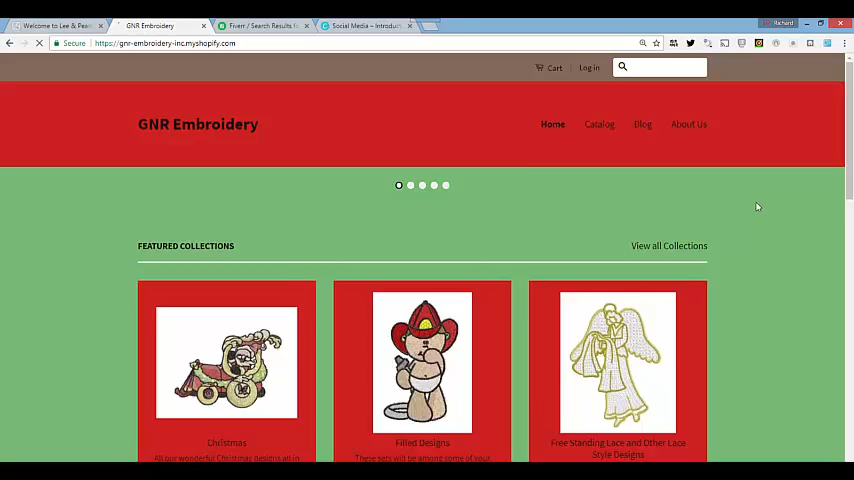 Welcome to Lee & Pea
GNR Embroidery
Fiverr / Search Results fo
Social Media – Introduct
Richard
Secure
https://gnr-embroidery-inc.myshopify.com
Cart
Log in
GNR Embroidery
Home
Catalog
Blog
About Us
FEATURED COLLECTIONS
View all Collections
Christmas
Filled Designs
Free Standing Lace and Other Lace
Style Designs
All our wonderful Christmas designs all in
These sets will be among some of your